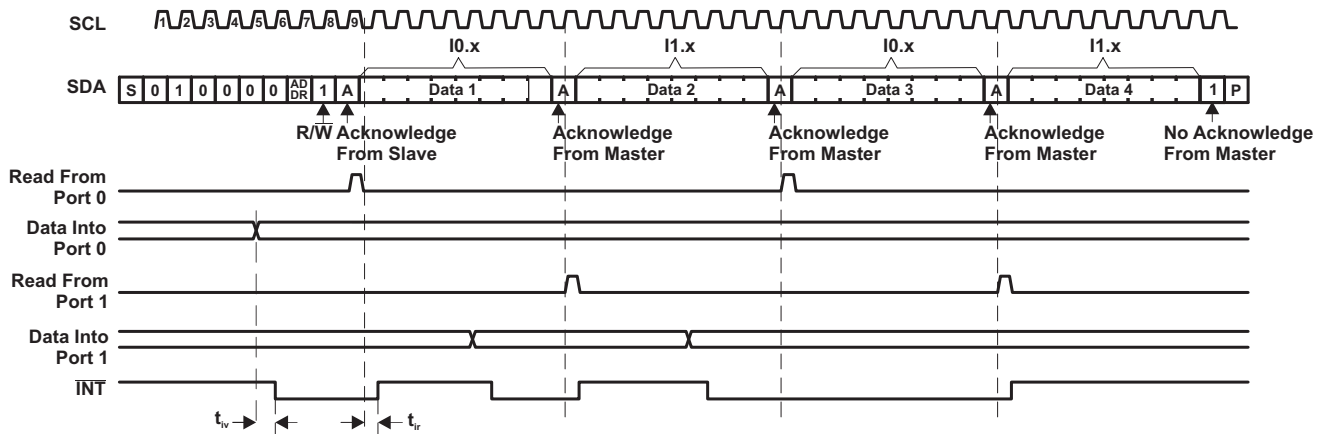 SCL
1 2 3 4 5 6 7 8 9
I0.x I1.x I0.x I1.x
SDA
S 0 1 0 0 0 0 AD DR 1 A Data 1 A Data 2 A Data 3 A Data 4 1 P
R/W̅ Acknowledge From Slave
Acknowledge From Master
Acknowledge From Master
Acknowledge From Master
No Acknowledge From Master
Read From
Port 0
Data Into
Port 0
Read From
Port 1
Data Into
Port 1
I̅N̅T̅
tiv
tir